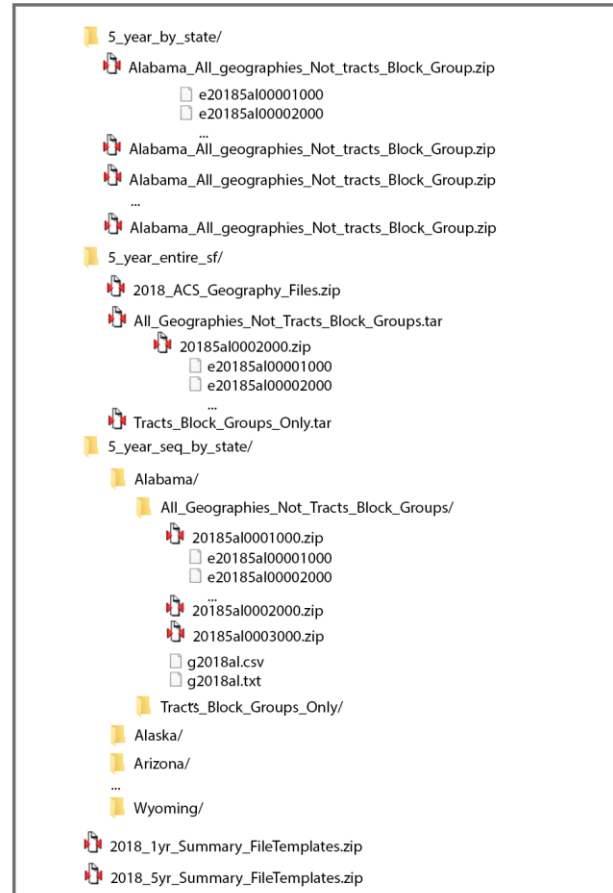 5_year_by_state/
Alabama_All_geographies_Not_tracts_Block_Group.zip
e20185al00001000
e20185al00002000
...
Alabama_All_geographies_Not_tracts_Block_Group.zip
Alabama_All_geographies_Not_tracts_Block_Group.zip
...
Alabama_All_geographies_Not_tracts_Block_Group.zip
5_year_entire_sf/
2018_ACS_Geography_Files.zip
All_Geographies_Not_Tracts_Block_Groups.tar
20185al0002000.zip
e20185al00001000
e20185al00002000
...
Tracts_Block_Groups_Only.tar
5_year_seq_by_state/
Alabama/
All_Geographies_Not_Tracts_Block_Groups/
20185al0001000.zip
e20185al00001000
e20185al00002000
...
20185al0002000.zip
20185al0003000.zip
g2018al.csv
g2018al.txt
Tracts_Block_Groups_Only/
Alaska/
Arizona/
...
Wyoming/
2018_1yr_Summary_FileTemplates.zip
2018_5yr_Summary_FileTemplates.zip